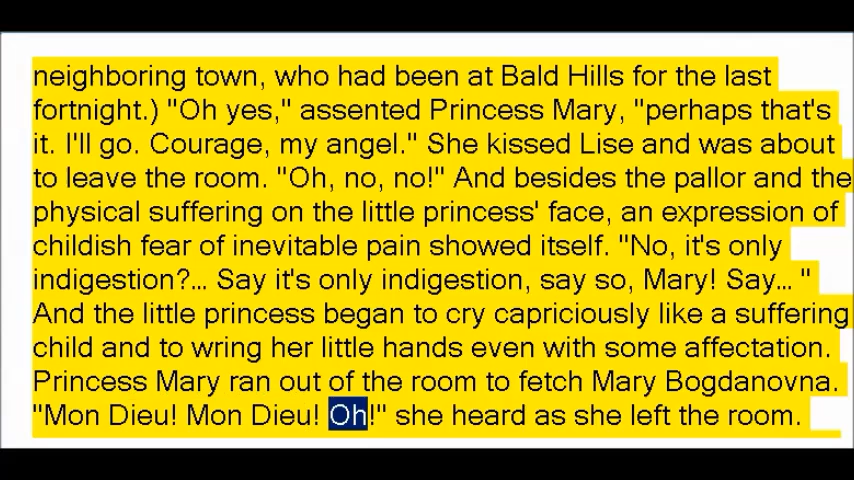 neighboring town, who had been at Bald Hills for the last
fortnight.) "Oh yes," assented Princess Mary, "perhaps that's
it. I'll go. Courage, my angel." She kissed Lise and was about
to leave the room. "Oh, no, no!" And besides the pallor and the
physical suffering on the little princess' face, an expression of
childish fear of inevitable pain showed itself. "No, it's only
indigestion?... Say it's only indigestion, say so, Mary! Say... "
And the little princess began to cry capriciously like a suffering
child and to wring her little hands even with some affectation.
Princess Mary ran out of the room to fetch Mary Bogdanovna.
"Mon Dieu! Mon Dieu! Oh!" she heard as she left the room.